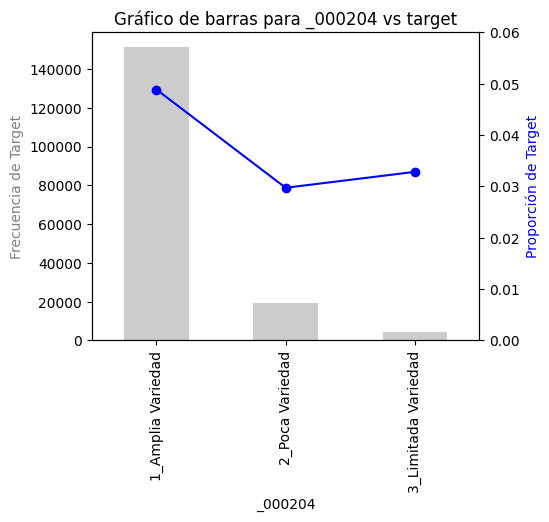 Gráfico de barras para _000204 vs target
Frecuencia de Target
140000
120000
100000
80000
60000
40000
20000
0
0.06
0.05
0.04
0.03
0.02
0.01
0.00
Proporción de Target
1_Amplia Variedad
2_Poca Variedad
3_Limitada Variedad
_000204